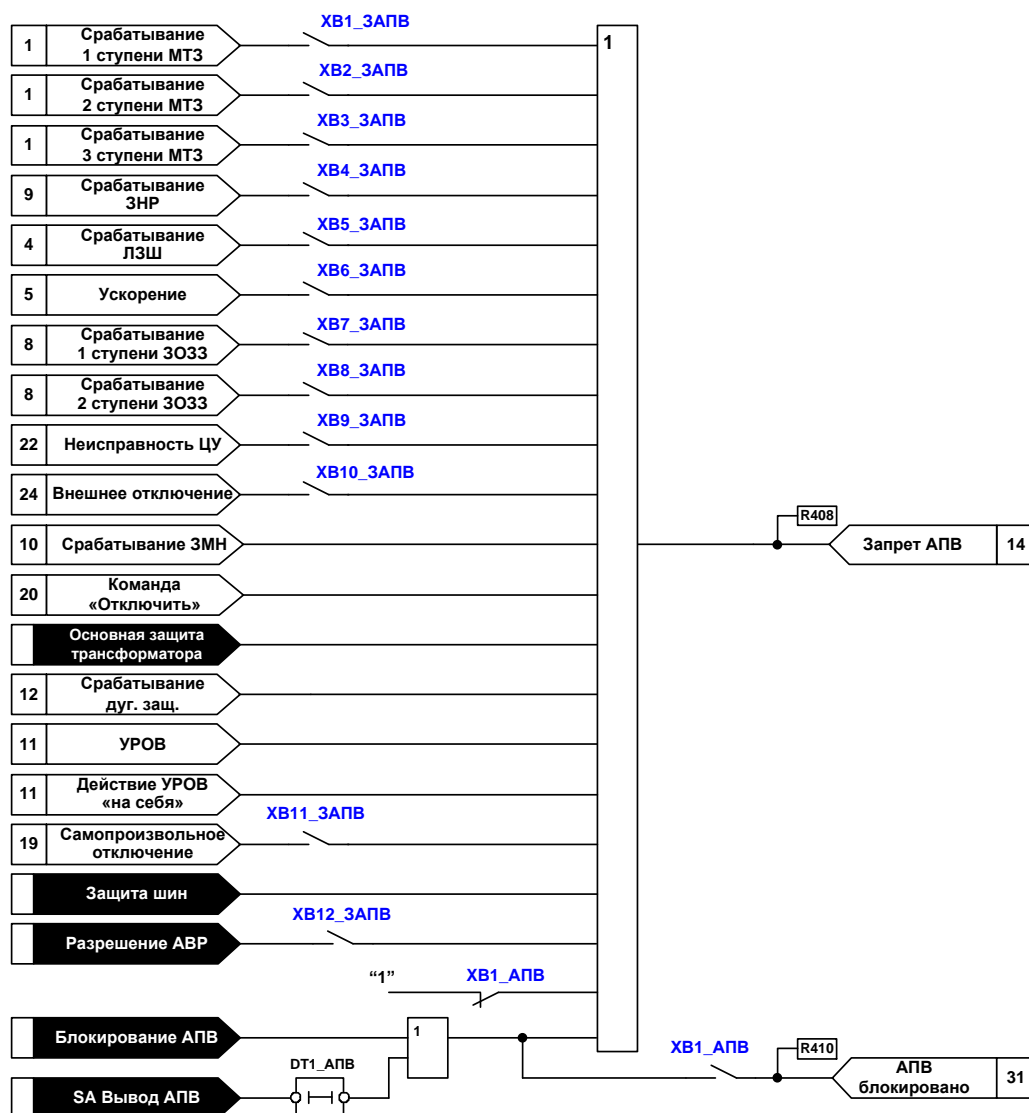 ХВ1_ЗАПВ
1 Срабатывание
1 ступени МТЗ
1
ХВ2_ЗАПВ
1 Срабатывание
2 ступени МТЗ
ХВ3_ЗАПВ
1 Срабатывание
3 ступени МТЗ
ХВ4_ЗАПВ
9 Срабатывание
ЗНР
ХВ5_ЗАПВ
4 Срабатывание
ЛЗШ
ХВ6_ЗАПВ
5 Ускорение
ХВ7_ЗАПВ
8 Срабатывание
1 ступени ЗОЗЗ
ХВ8_ЗАПВ
8 Срабатывание
2 ступени ЗОЗЗ
ХВ9_ЗАПВ
22 Неисправность ЦУ
ХВ10_ЗАПВ
24 Внешнее отключение
R408
10 Срабатывание ЗМН
Запрет АПВ 14
20 Команда
«Отключить»
Основная защита
трансформатора
12 Срабатывание
дуг. защ.
11 УРОВ
11 Действие УРОВ
«на себя»
ХВ11_ЗАПВ
19 Самопроизвольное
отключение
Защита шин
ХВ12_ЗАПВ
Разрешение АВР
“1” ХВ1_АПВ
Блокирование АПВ
1
ХВ1_АПВ
R410
DT1_АПВ
АПВ
блокировано 31
SA Вывод АПВ